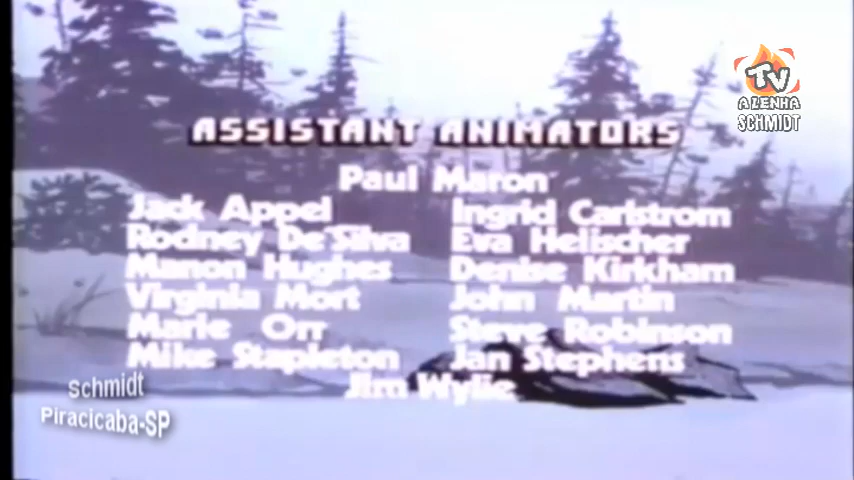 TV
A LENHA
SCHMIDT
ASSISTANT ANIMATORS
Paul Maron
Jack Appel Ingrid Carlstrom
Rodney De'Silva Eva Helischer
Manon Hughes Denise Kirkham
Virginia Mort John Martin
Marie Orr Steve Robinson
Mike Stapleton Jan Stephens
Jim Wylie
schmidt
Piracicaba-SP